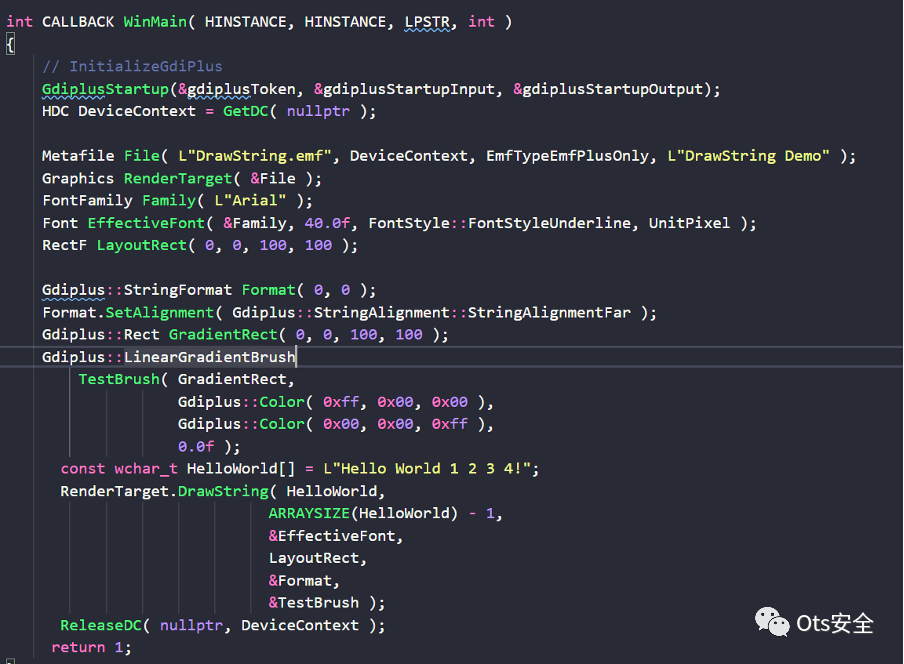 int CALLBACK WinMain( HINSTANCE, HINSTANCE, LPSTR, int )
{
// InitializeGdiPlus
GdiplusStartup(&gdiplusToken, &gdiplusStartupInput, &gdiplusStartupOutput);
HDC DeviceContext = GetDC( nullptr );
Metafile File( L"DrawString.emf", DeviceContext, EmfTypeEmfPlusOnly, L"DrawString Demo" );
Graphics RenderTarget( &File );
FontFamily Family( L"Arial" );
Font EffectiveFont( &Family, 40.0f, FontStyle::FontStyleUnderline, UnitPixel );
RectF LayoutRect( 0, 0, 100, 100 );
Gdiplus::StringFormat Format( 0, 0 );
Format.SetAlignment( Gdiplus::StringAlignment::StringAlignmentFar );
Gdiplus::Rect GradientRect( 0, 0, 100, 100 );
Gdiplus::LinearGradientBrush
TestBrush( GradientRect,
Gdiplus::Color( 0xff, 0x00, 0x00 ),
Gdiplus::Color( 0x00, 0x00, 0xff ),
0.0f );
const wchar_t HelloWorld[] = L"Hello World 1 2 3 4!";
RenderTarget.DrawString( HelloWorld,
ARRAYSIZE(HelloWorld) - 1,
&EffectiveFont,
LayoutRect,
&Format,
&TestBrush );
ReleaseDC( nullptr, DeviceContext );
return 1;
Ots安全